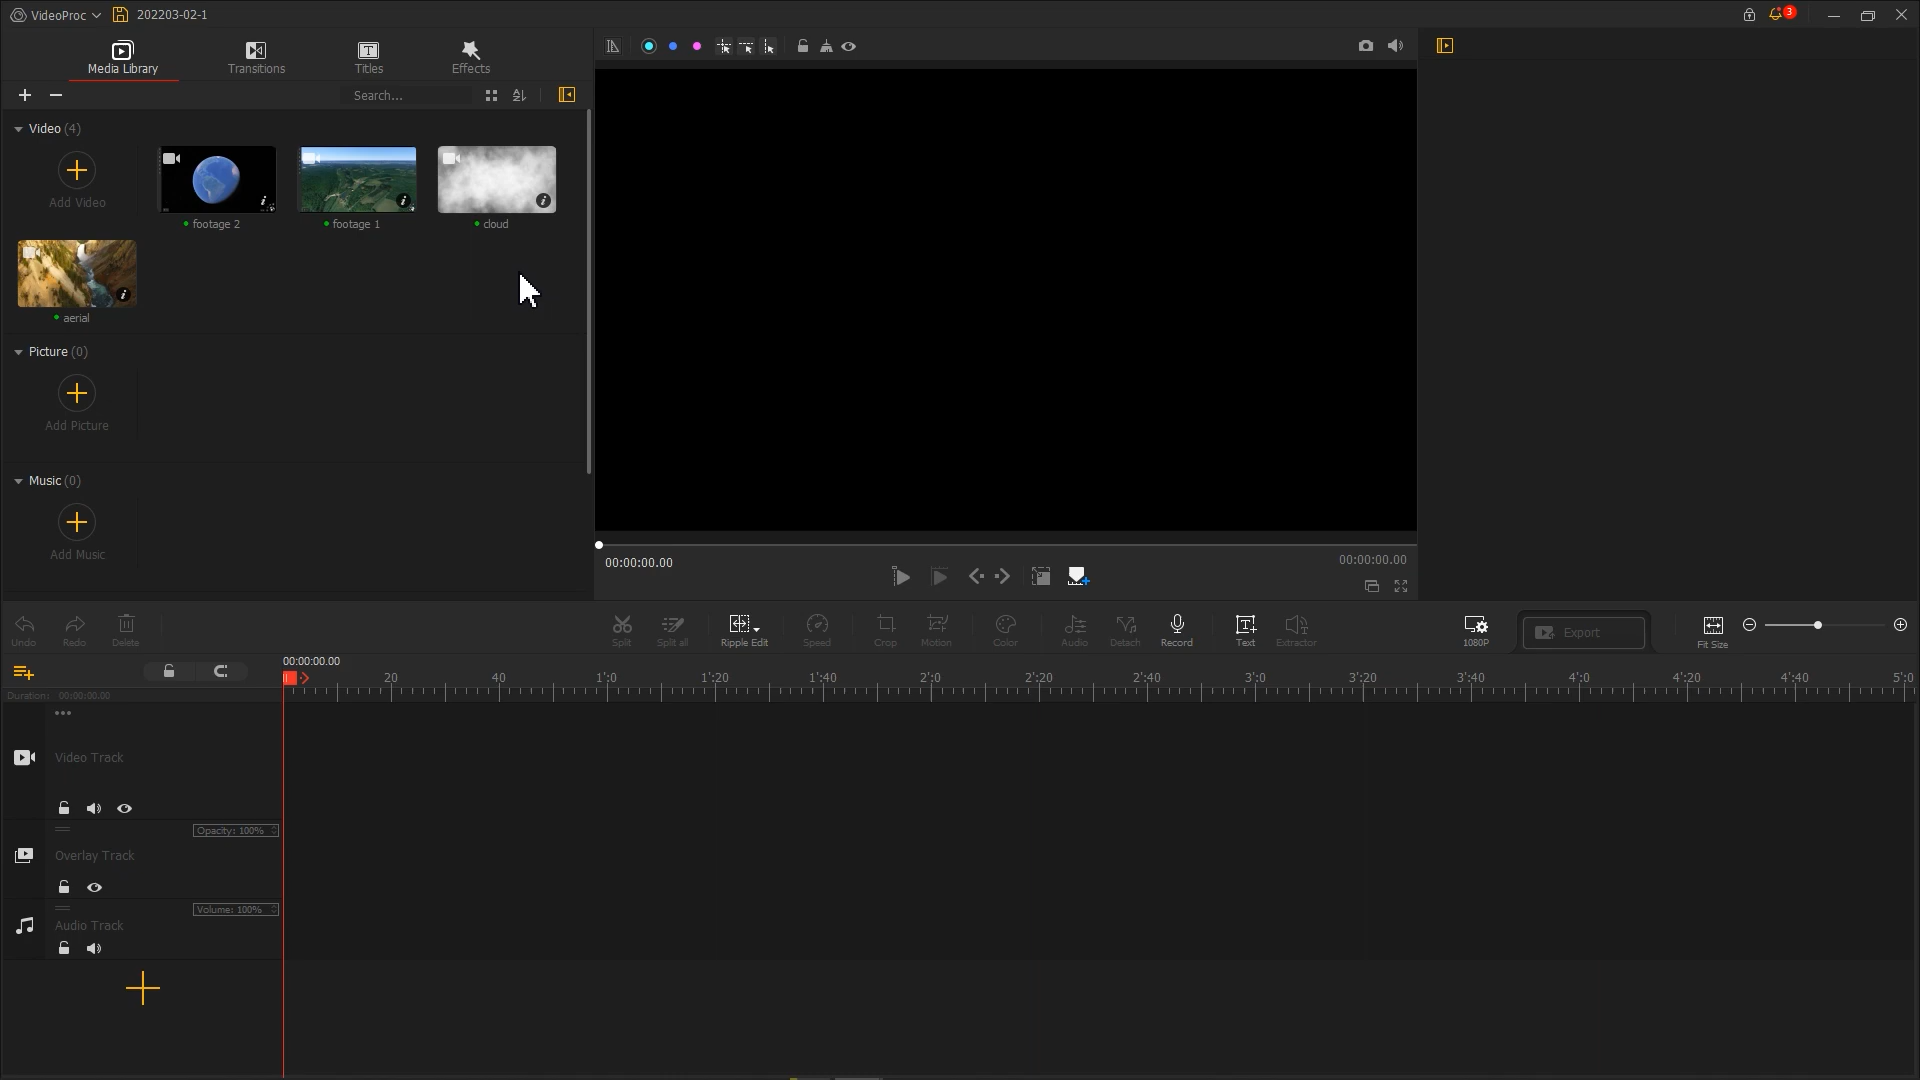 VideoProc 202203-02-1 3
Media Library Transitions Titles Effects
Search...
Video (4)
Add Video footage 2 footage 1 cloud
aerial
Picture (0)
Add Picture
Music (0)
Add Music
00:00:00.00 00:00:00.00
Undo Redo Delete Split Split all Ripple Edit Speed Crop Motion Color Audio Detach Record Text Extractor 1080P Export Fit Size
00:00:00.00
20 40 1':0 1':20 1':40 2':0 2':20 2':40 3':0 3':20 3':40 4':0 4':20 4':40 5':0
Duration: 00:00:00.00
Video Track
Opacity: 100%
Overlay Track
Volume: 100%
Audio Track